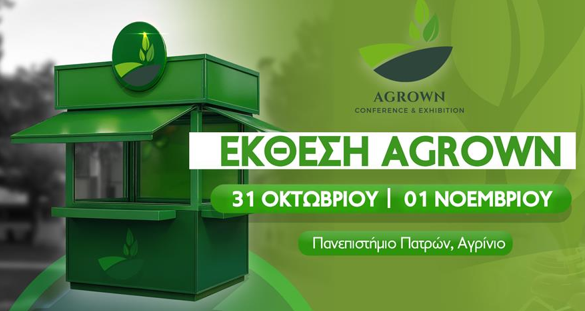 AGROWN
CONFERENCE & EXHIBITION
ΕΚΘΕΣΗ AGROWN
31 ΟΚΤΩΒΡΙΟΥ | 01 ΝΟΕΜΒΡΙΟΥ
Πανεπιστήμιο Πατρών, Αγρίνιο